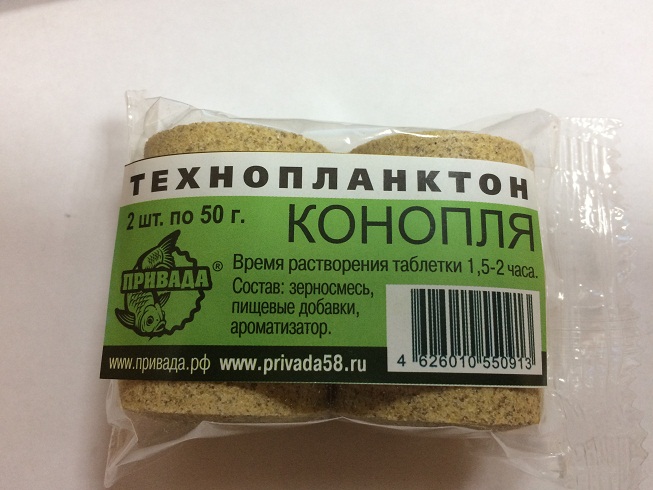 ТЕХНОПЛАНКТОН
2 шт. по 50 г.
КОНОПЛЯ
ПРИВАДА®
Время растворения таблетки 1,5-2 часа.
Состав: зерносмесь,
пищевые добавки,
ароматизатор.
4 626010 550913
www.привада.рф www.privada58.ru